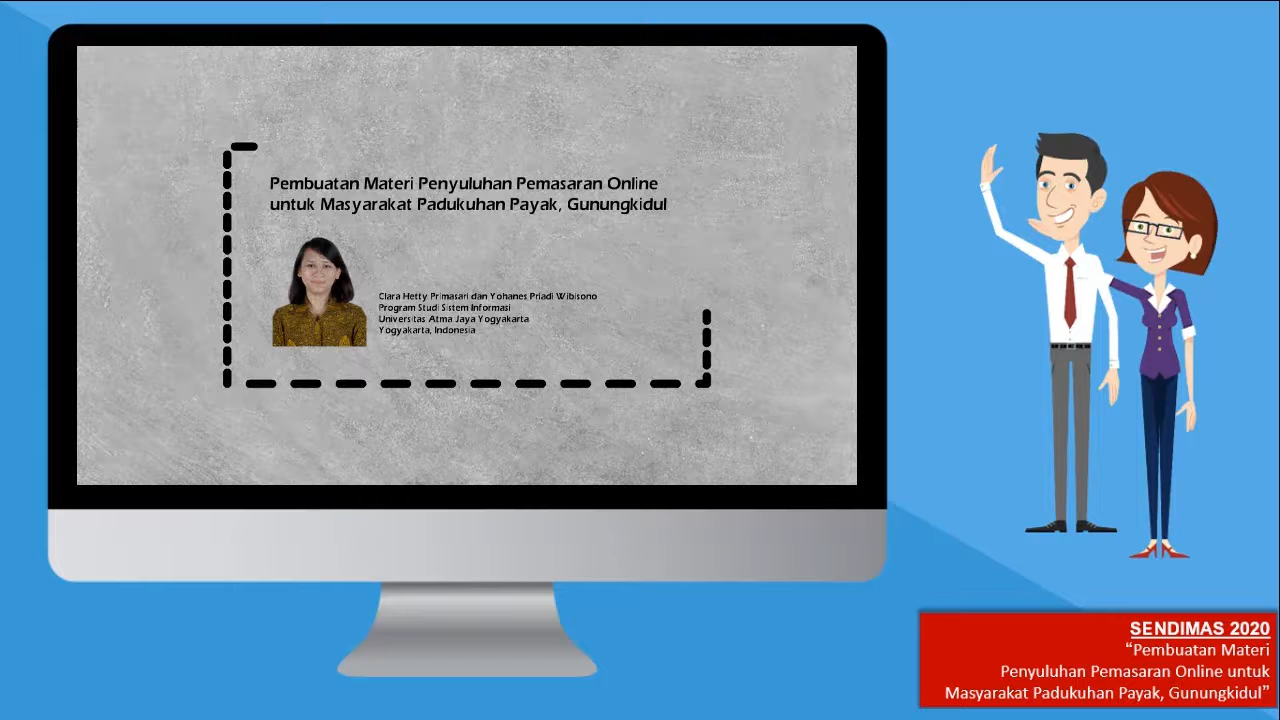 Pembuatan Materi Penyuluhan Pemasaran Online
untuk Masyarakat Padukuhan Payak, Gunungkidul
Clara Hetty Primasari dan Yohanes Priadi Wibisono
Program Studi Sistem Informasi
Universitas Atma Jaya Yogyakarta
Yogyakarta, Indonesia
SENDIMAS 2020
“Pembuatan Materi
Penyuluhan Pemasaran Online untuk
Masyarakat Padukuhan Payak, Gunungkidul”